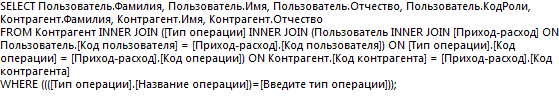 SELECT Пользователь.Фамилия, Пользователь.Имя, Пользователь.Отчество, Пользователь.КодРоли,
Контрагент.Фамилия, Контрагент.Имя, Контрагент.Отчество
FROM Контрагент INNER JOIN ([Тип операции] INNER JOIN (Пользователь INNER JOIN [Приход-расход] ON
Пользователь.[Код пользователя] = [Приход-расход].[Код пользователя]) ON [Тип операции].[Код
операции] = [Приход-расход].[Код операции]) ON Контрагент.[Код контрагента] = [Приход-расход].[Код
контрагента]
WHERE ((([Тип операции].[Название операции])=[Введите тип операции]));